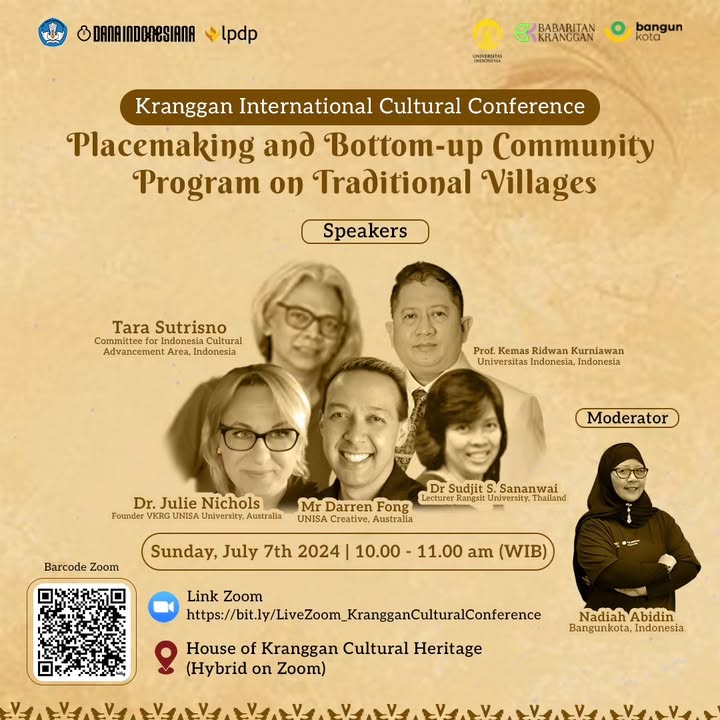 DANA INDONESIANA
lpdp
UNIVERSITAS
INDONESIA
BABARITAN
KRANGGAN
bangun
kota
Kranggan International Cultural Conference
Placemaking and Bottom-up Community
Program on Traditional Villages
Speakers
Tara Sutrisno
Committee for Indonesia Cultural
Advancement Area, Indonesia
Prof. Kemas Ridwan Kurniawan
Universitas Indonesia, Indonesia
Dr. Julie Nichols
Founder VKRG UNISA University, Australia
Mr Darren Fong
UNISA Creative, Australia
Dr Sudjit S. Sananwai
Lecturer Rangsit University, Thailand
Moderator
Nadiah Abidin
Bangunkota, Indonesia
Sunday, July 7th 2024 | 10.00 - 11.00 am (WIB)
Barcode Zoom
Link Zoom
https://bit.ly/LiveZoom_KrangganCulturalConference
House of Kranggan Cultural Heritage
(Hybrid on Zoom)